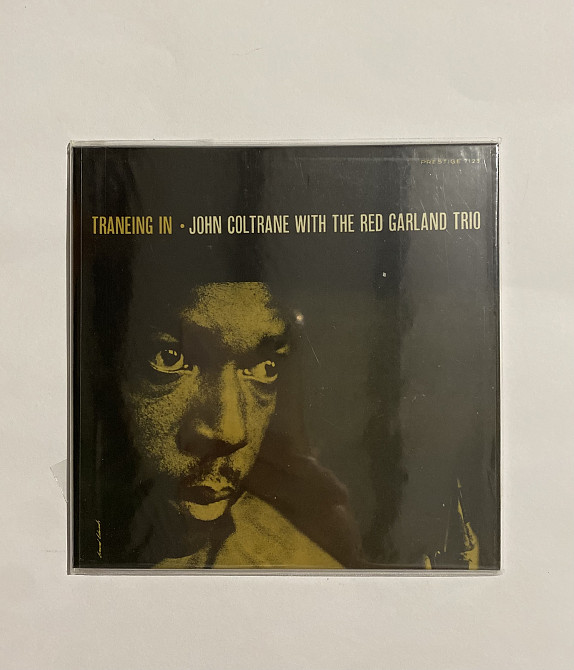 PRESTIGE 7123
TRANEING IN • JOHN COLTRANE WITH THE RED GARLAND TRIO